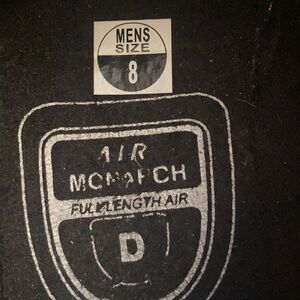 MENS
SIZE
8
AIR
MONARCH
FULL LENGTH AIR
D